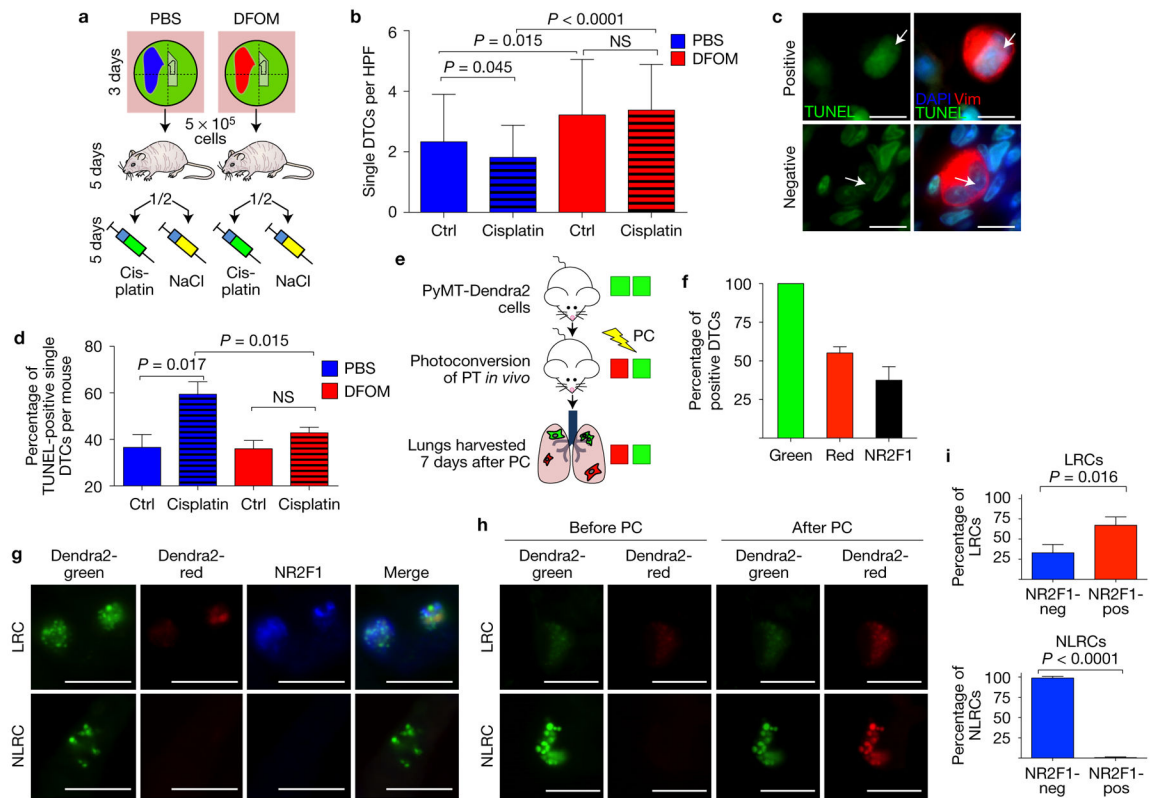 a
PBS
DFOM
3 days
5 × 10⁵
cells
5 days
1/2
1/2
5 days
Cis-
platin
NaCl
Cis-
platin
NaCl
b
Single DTCs per HPF
6
4
2
0
P < 0.0001
P = 0.015
NS
P = 0.045
PBS
DFOM
Ctrl
Cisplatin
Ctrl
Cisplatin
c
Positive
TUNEL
DAPI Vim
TUNEL
Negative
d
Percentage of
TUNEL-positive single
DTCs per mouse
80
60
40
20
P = 0.015
P = 0.017
NS
PBS
DFOM
Ctrl
Cisplatin
Ctrl
Cisplatin
e
PyMT-Dendra2
cells
PC
Photoconversion
of PT in vivo
Lungs harvested
7 days after PC
f
Percentage of
positive DTCs
100
75
50
25
Green
Red
NR2F1
g
Dendra2-
green
Dendra2-
red
NR2F1
Merge
LRC
NLRC
h
Before PC
After PC
Dendra2-
green
Dendra2-
red
Dendra2-
green
Dendra2-
red
LRC
NLRC
i
LRCs
P = 0.016
Percentage of
LRCs
100
75
50
25
NR2F1-
neg
NR2F1-
pos
NLRCs
P < 0.0001
Percentage of
NLRCs
100
75
50
25
NR2F1-
neg
NR2F1-
pos